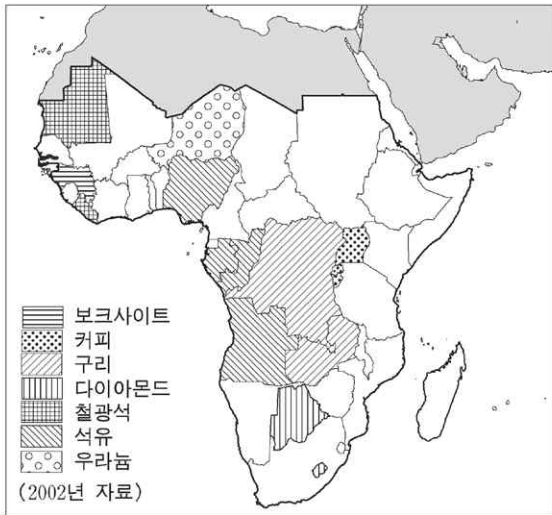 보크사이트
커피
구리
다이아몬드
철광석
석유
우라늄
(2002년 자료)